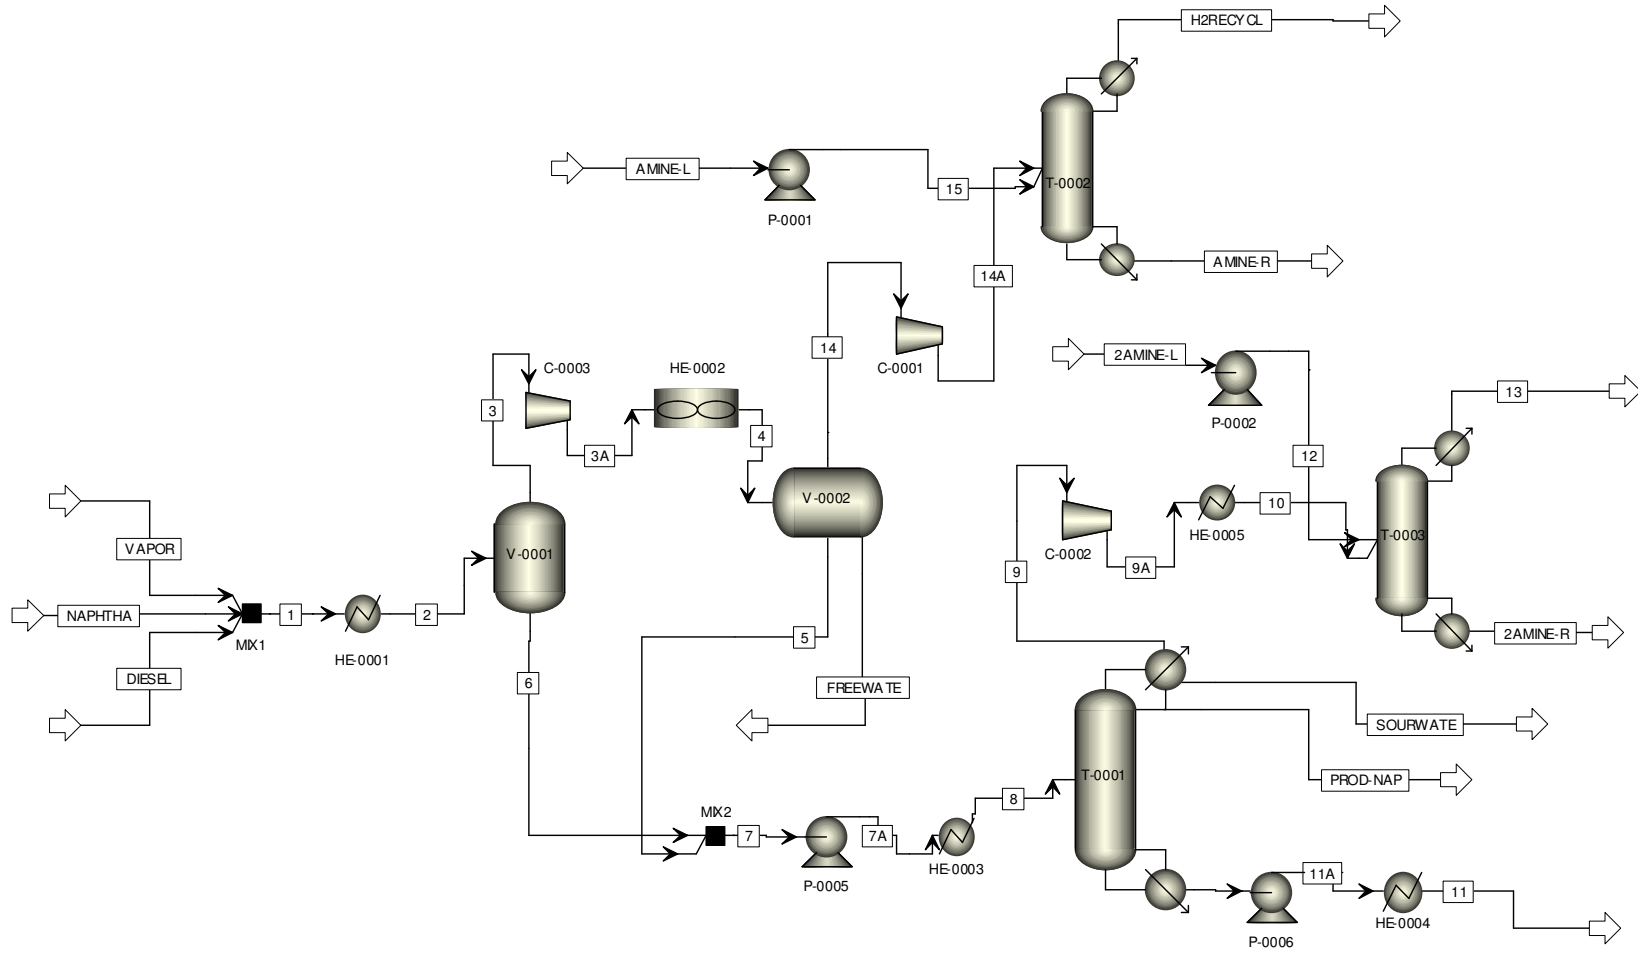 H2RECYCL
AMINE-L
P-0001
15
T-0002
14A
AMINE-R
14
C-0001
C-0003
HE-0002
3
3A
4
V-0002
2AMINE-L
P-0002
12
13
9
C-0002
9A
HE-0005
10
T-0003
2AMINE-R
VAPOR
NAPHTHA
DIESEL
MIX1
1
HE-0001
2
V-0001
6
5
FREEWATE
SOURWATE
PROD-NAP
T-0001
MIX2
7
P-0005
7A
HE-0003
8
P-0006
11A
HE-0004
11